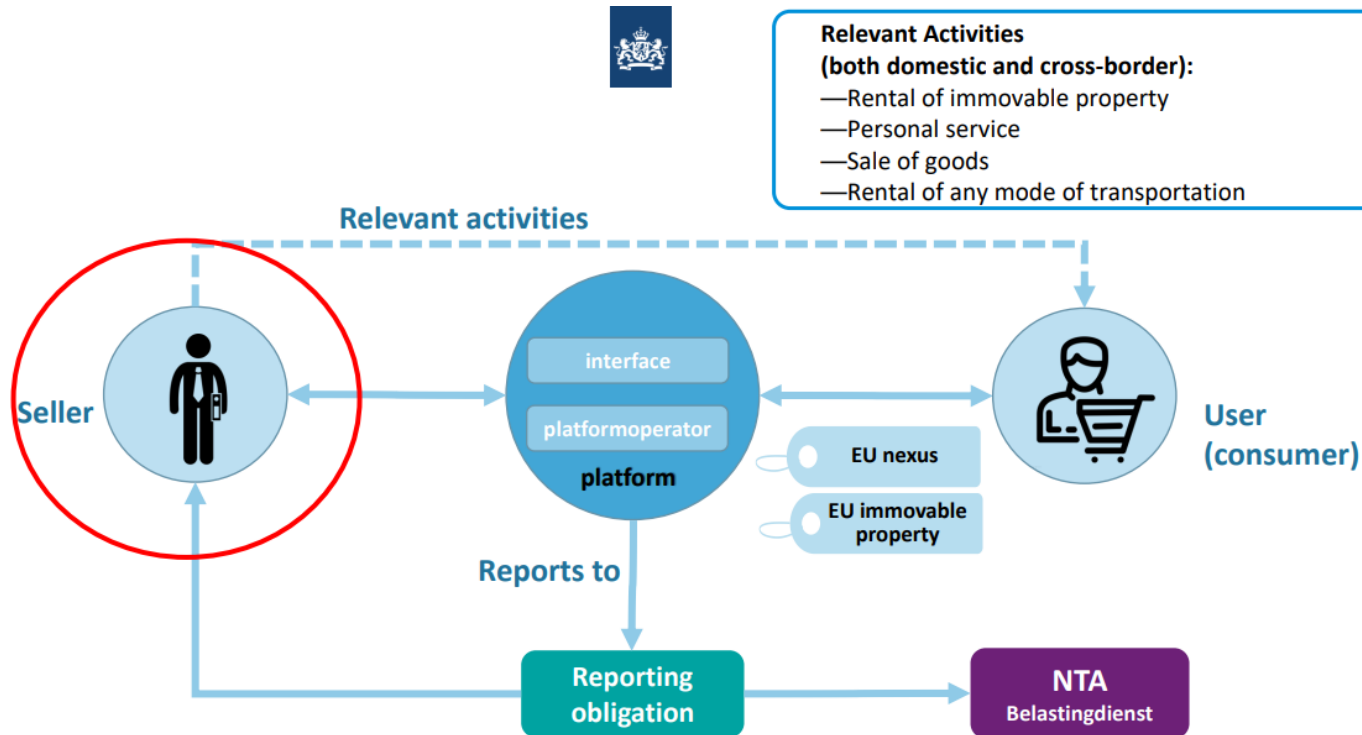 Relevant Activities
(both domestic and cross-border):
—Rental of immovable property
—Personal service
—Sale of goods
—Rental of any mode of transportation
Relevant activities
Seller
interface
platformoperator
platform
EU nexus
EU immovable
property
User
(consumer)
Reports to
Reporting
obligation
NTA
Belastingdienst